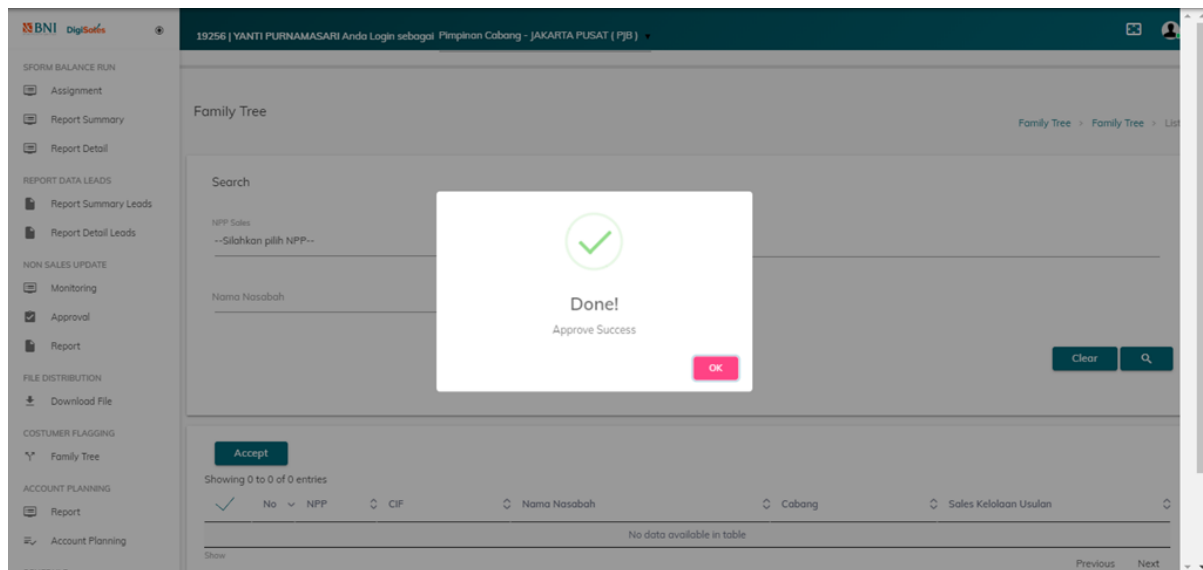 BNI DigiSales
19256 | YANTI PURNAMASARI Anda Login sebagai Pimpinan Cabang - JAKARTA PUSAT ( PJB )
SFORM BALANCE RUN
Assignment
Report Summary
Report Detail
REPORT DATA LEADS
Report Summary Leads
Report Detail Leads
NON SALES UPDATE
Monitoring
Approval
Report
FILE DISTRIBUTION
Download File
COSTUMER FLAGGING
Family Tree
ACCOUNT PLANNING
Report
Account Planning
Family Tree
Family Tree > Family Tree > List
Search
NPP Sales
--Silahkan pilih NPP--
Nama Nasabah
Clear
Done!
Approve Success
OK
Accept
Showing 0 to 0 of 0 entries
No NPP CIF Nama Nasabah Cabang Sales Kelolaan Usulan
No data available in table
Show
Previous Next